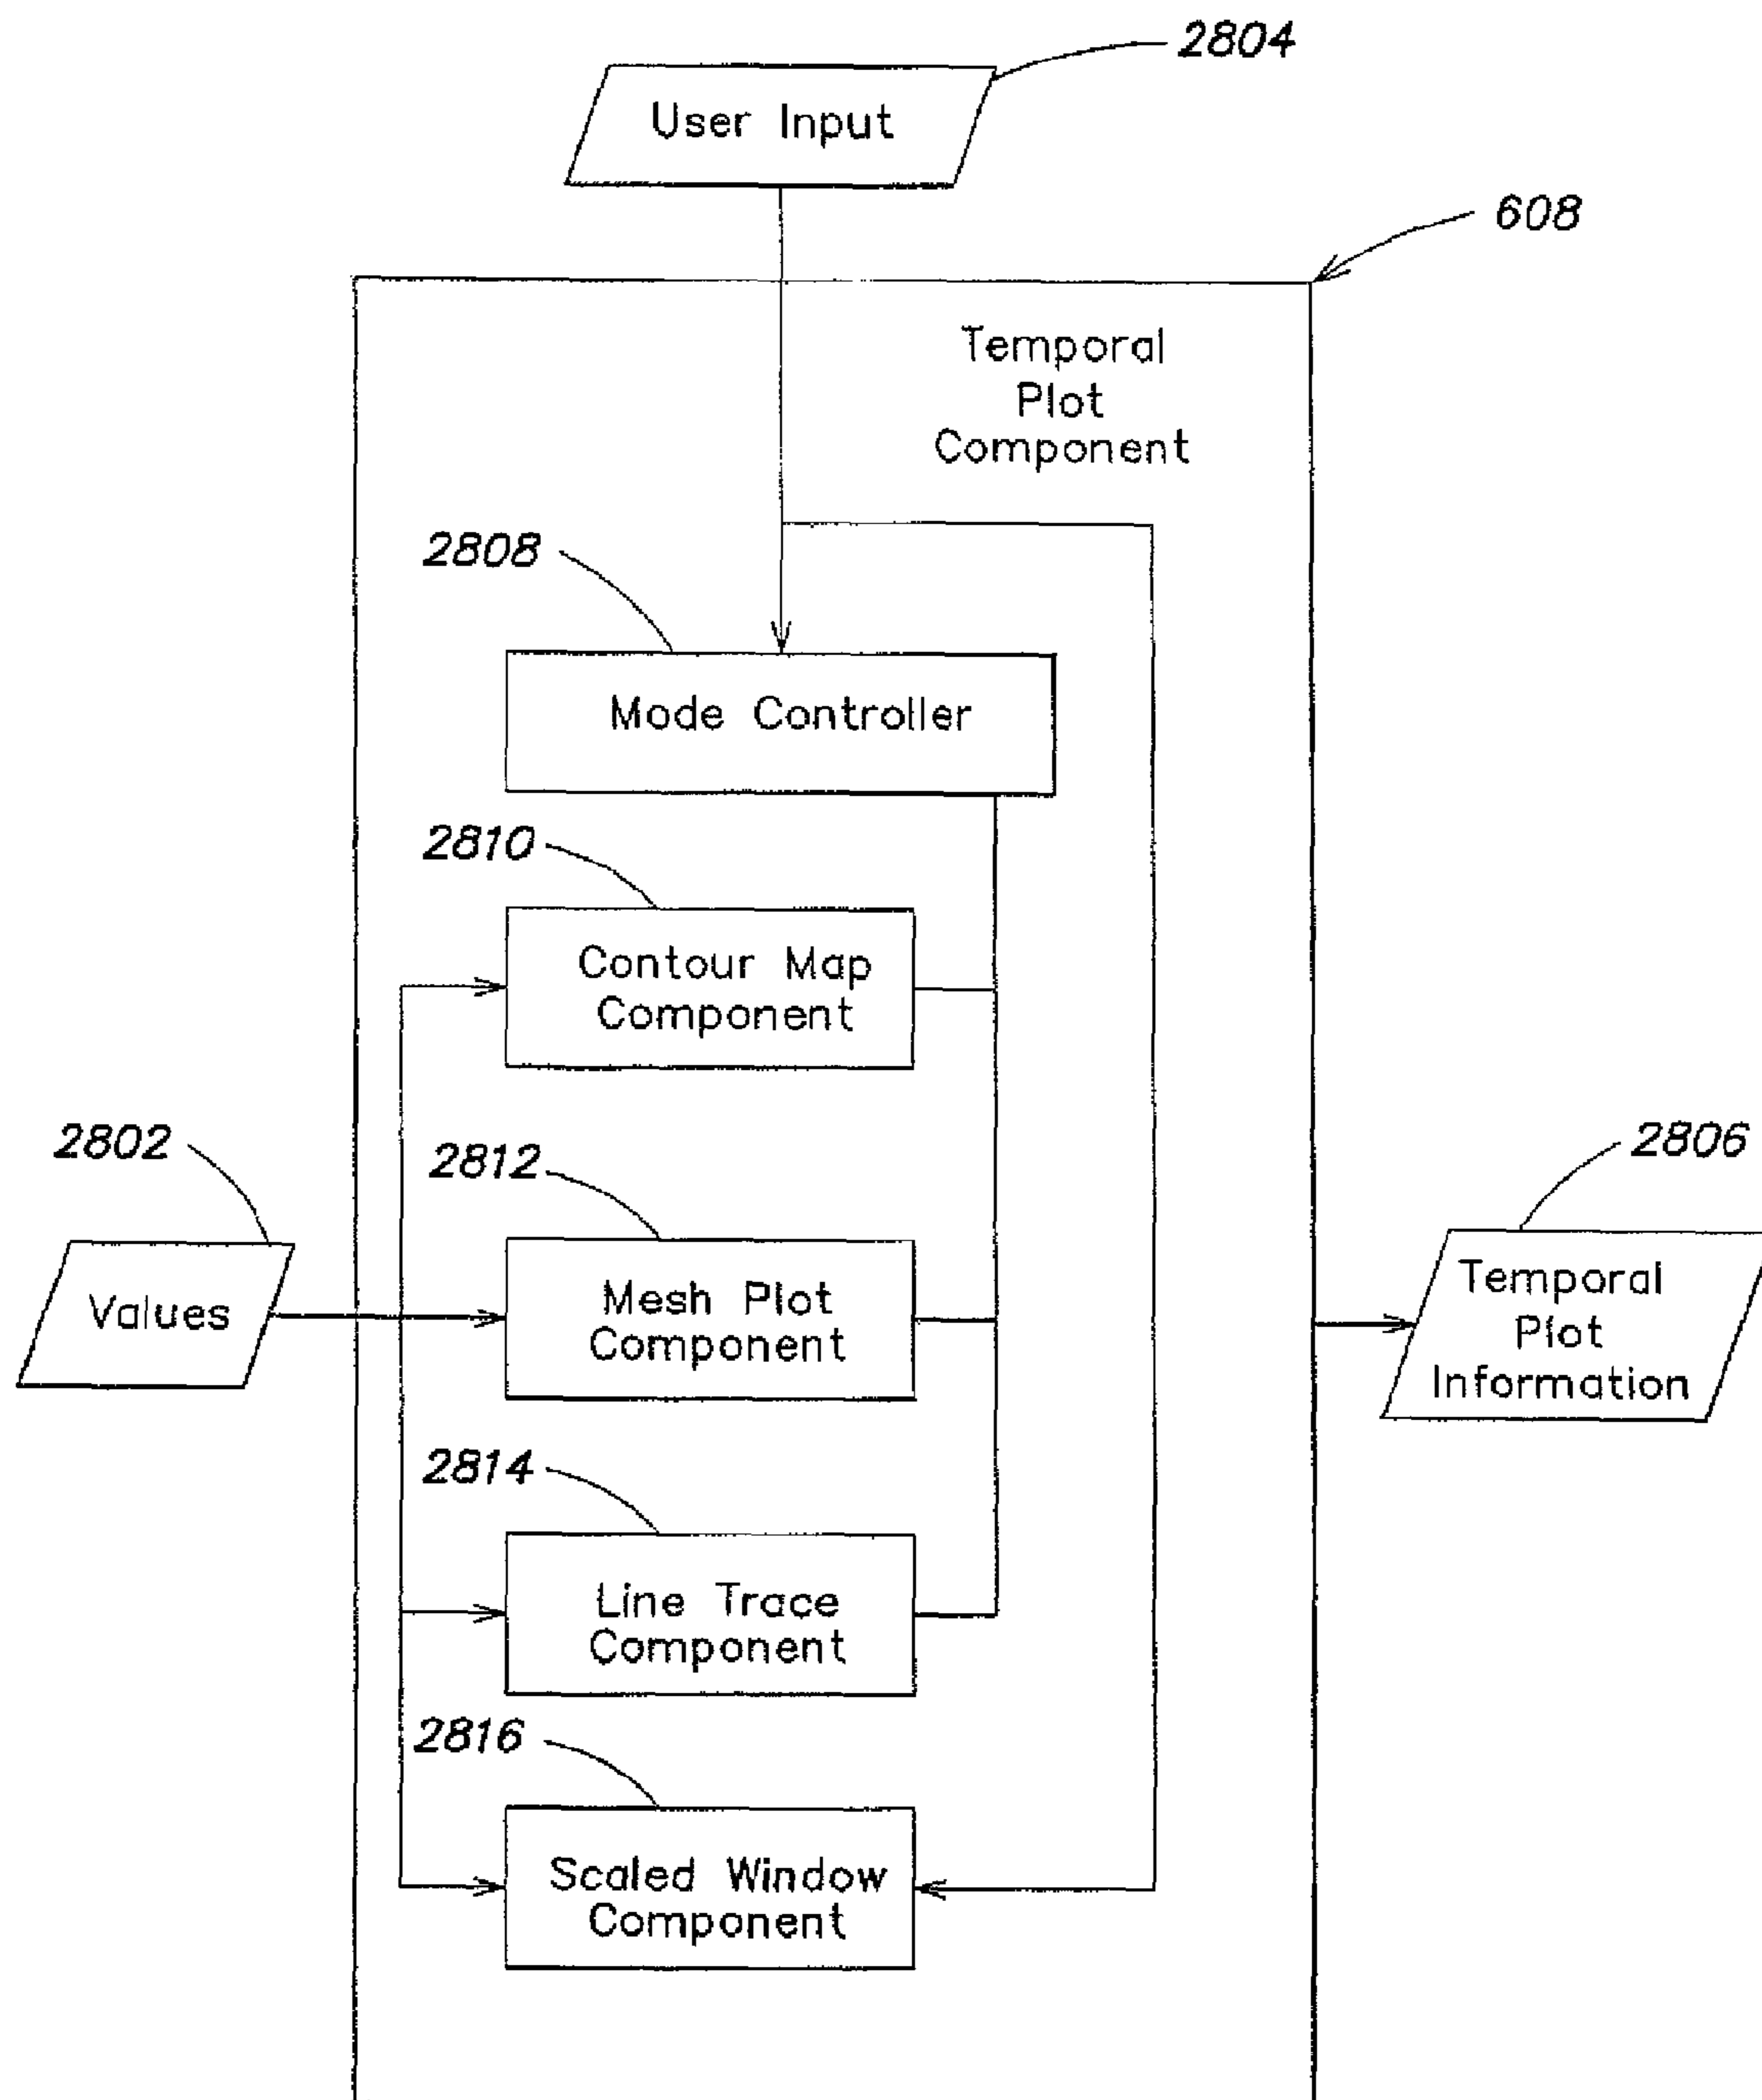 2804
User Input
608
Temporal
Plot
Component
2808
Mode Controller
2810
Contour Map
Component
2802
2812
2806
Values
Mesh Plot
Component
Temporal
Plot
Information
2814
Line Trace
Component
2816
Scaled Window
Component